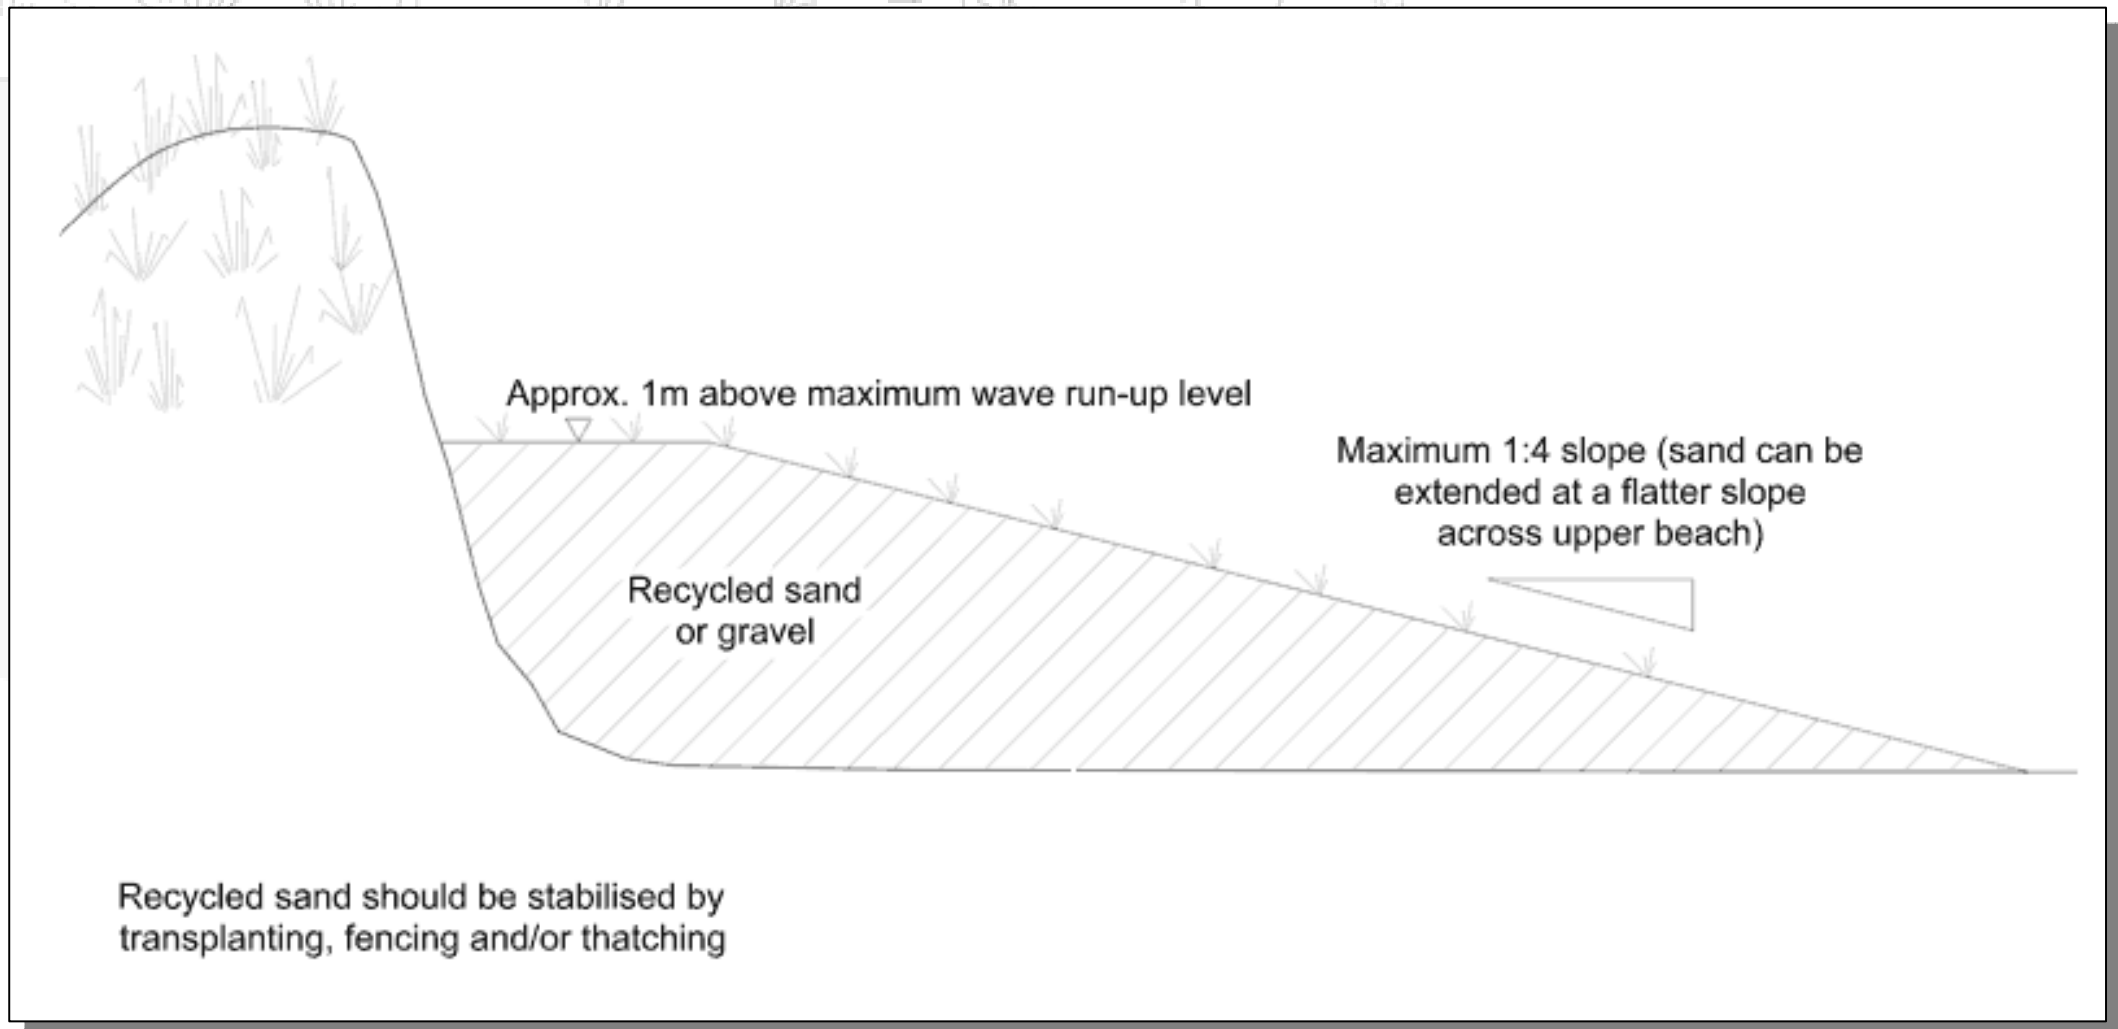 Approx. 1m above maximum wave run-up level
Maximum 1:4 slope (sand can be
extended at a flatter slope
across upper beach)
Recycled sand
or gravel
Recycled sand should be stabilised by
transplanting, fencing and/or thatching